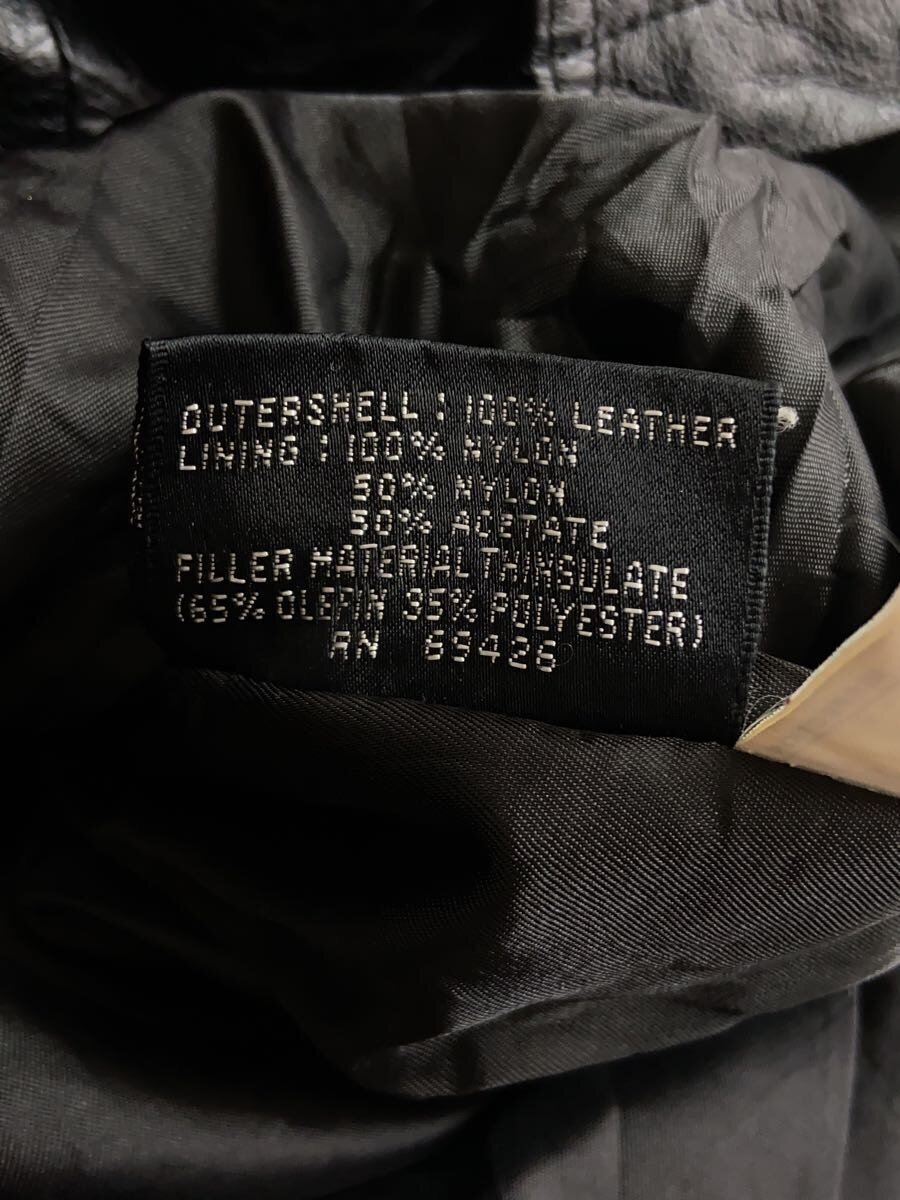 OUTERSHELL : 100% LEATHER
LINING : 100% NYLON
50% NYLON
50% ACETATE
FILLER MATERIAL THINSULATE
(65% OLEFIN 35% POLYESTER)
RN 69426